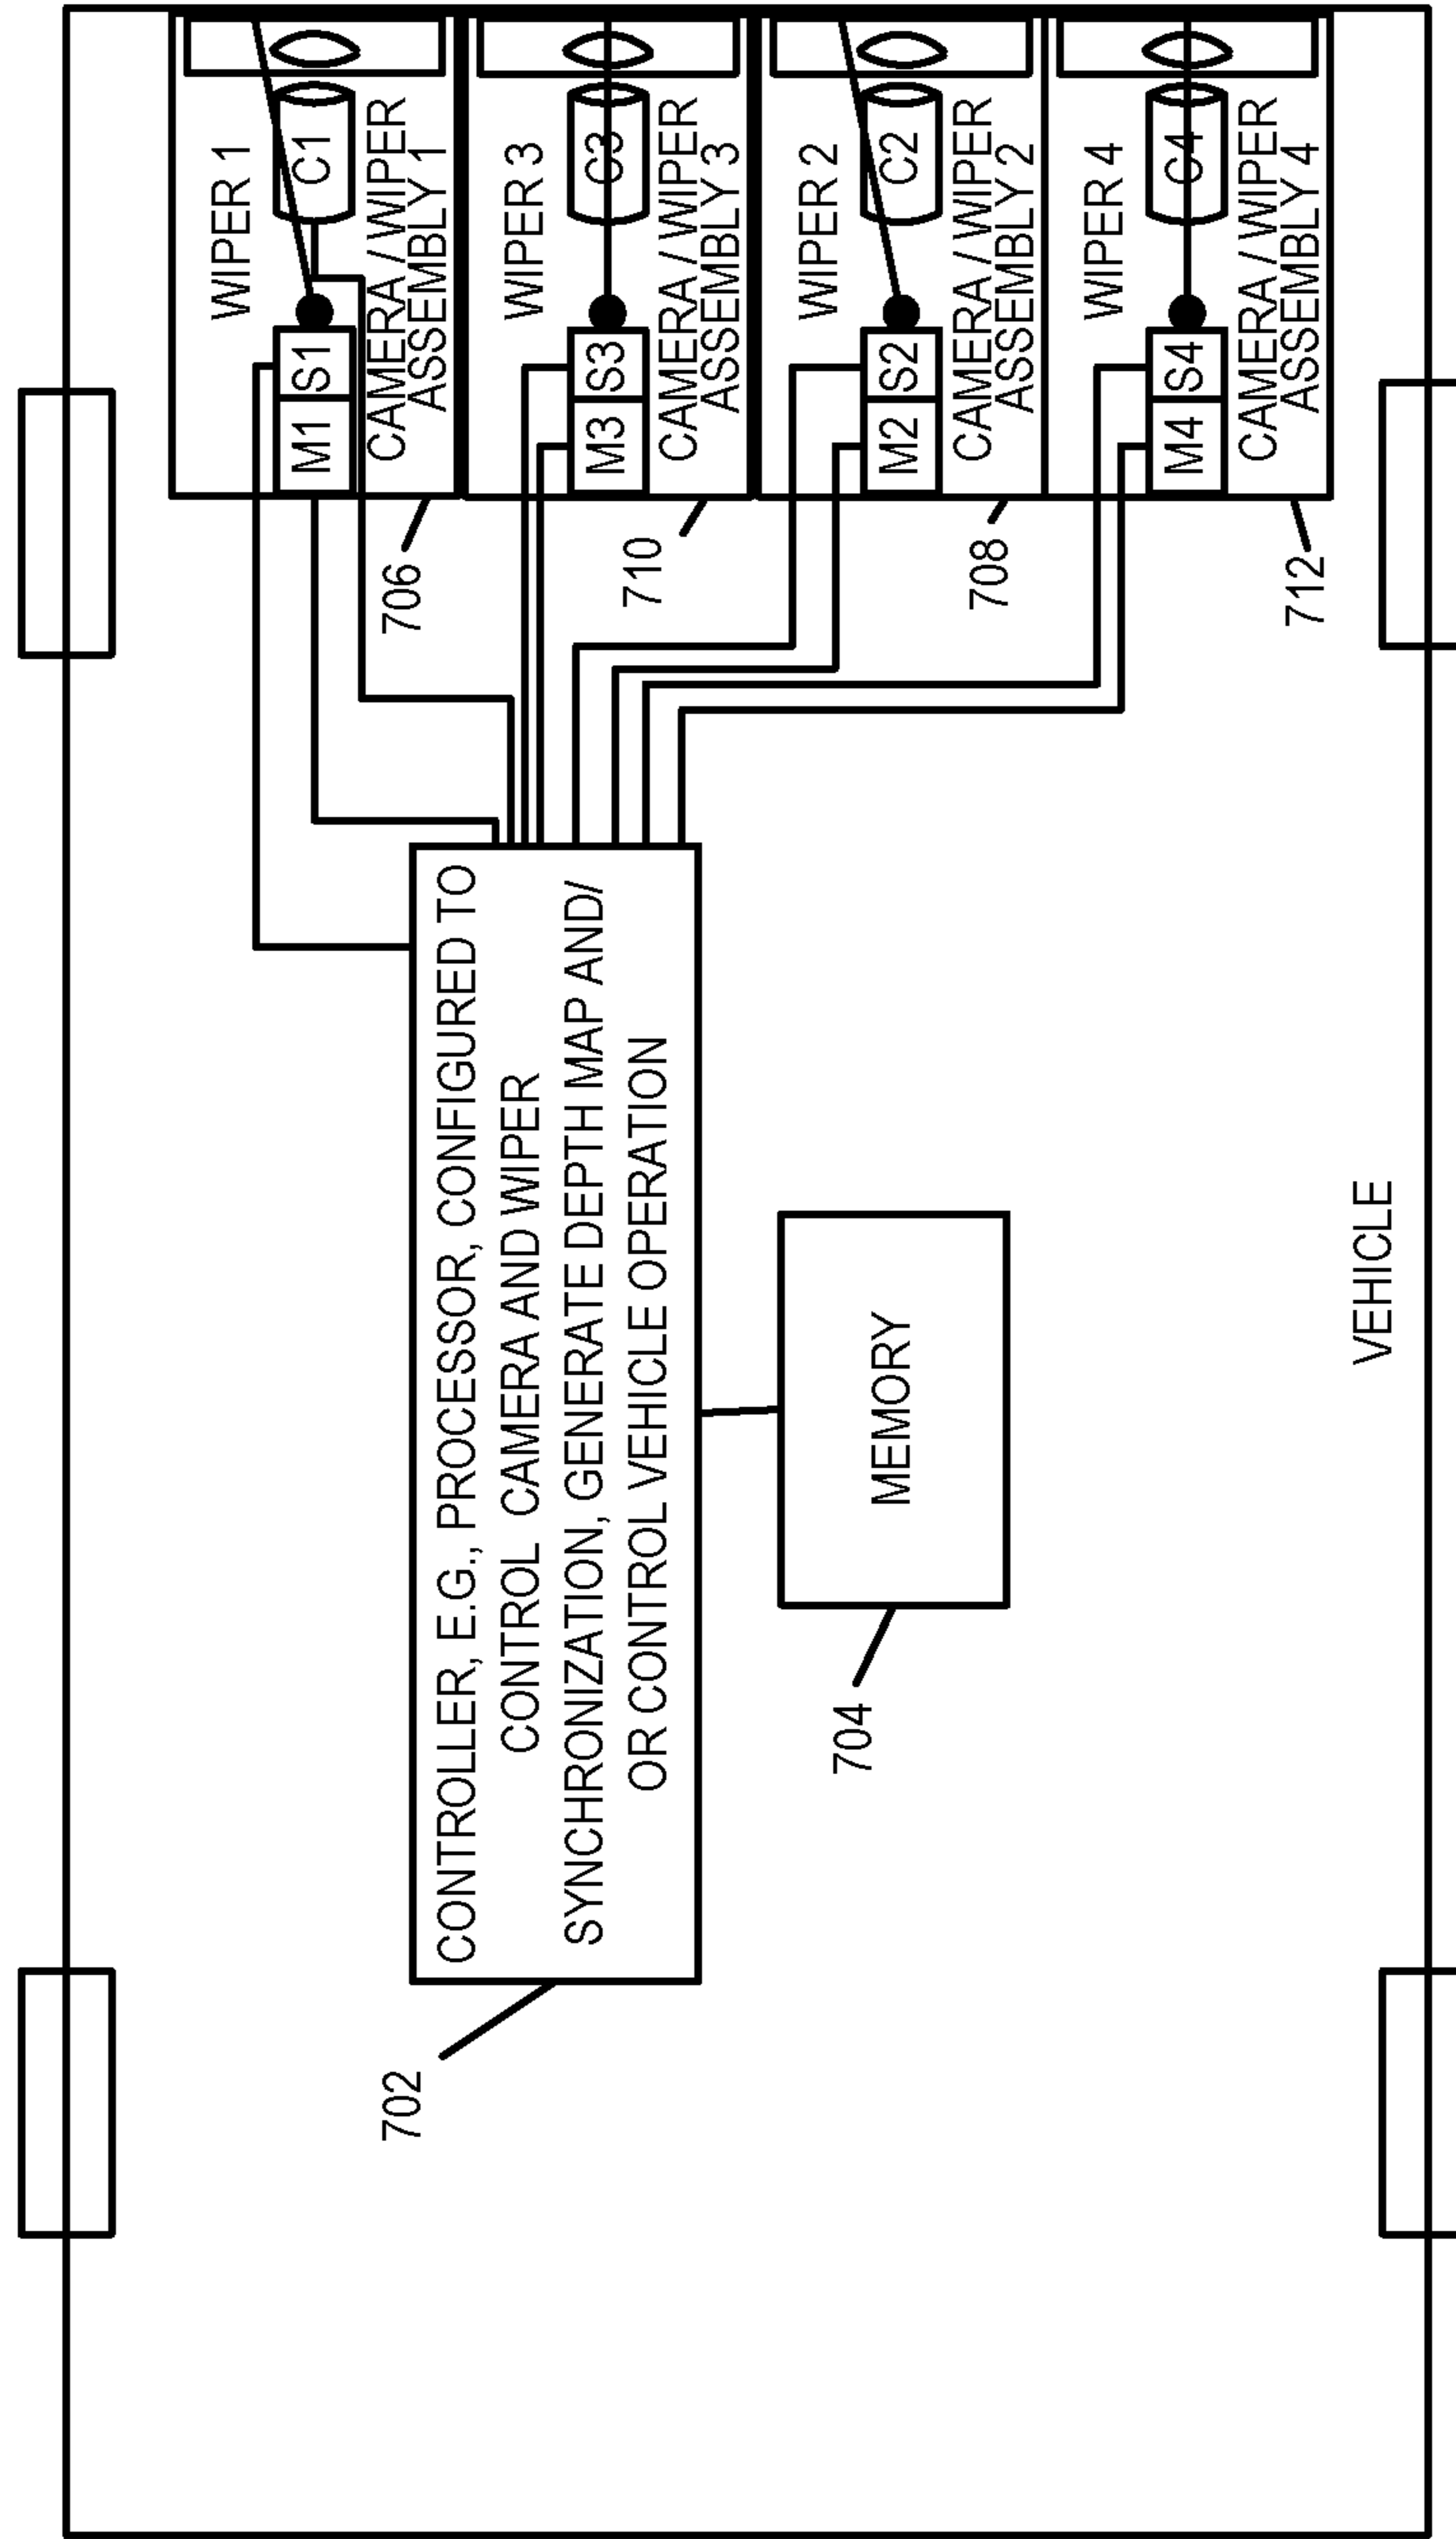 WIPER 1
C1
S1
M1
CAMERA / WIPER
ASSEMBLY 1
706
WIPER 3
C3
S3
M3
CAMERA / WIPER
ASSEMBLY 3
710
WIPER 2
C2
S2
M2
CAMERA / WIPER
ASSEMBLY 2
708
WIPER 4
C4
S4
M4
CAMERA / WIPER
ASSEMBLY 4
712
CONTROLLER, E.G., PROCESSOR, CONFIGURED TO
CONTROL CAMERA AND WIPER
SYNCHRONIZATION, GENERATE DEPTH MAP AND/
OR CONTROL VEHICLE OPERATION
702
MEMORY
704
VEHICLE